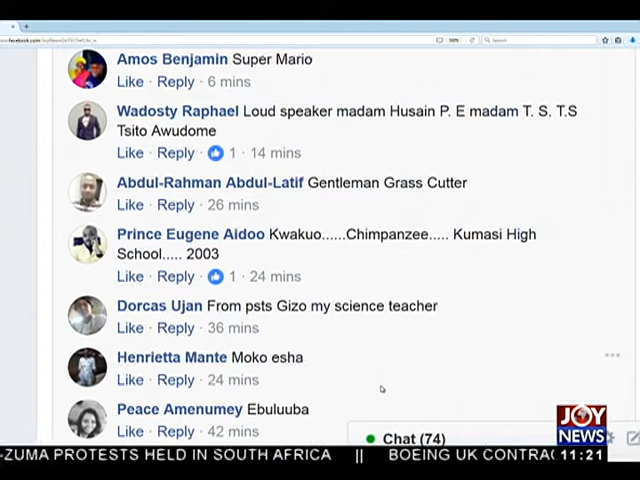 Search
Amos Benjamin Super Mario
Like · Reply · 6 mins
Wadosty Raphael Loud speaker madam Husain P. E madam T. S. T.S
Tsito Awudome
Like · Reply · 1 · 14 mins
Abdul-Rahman Abdul-Latif Gentleman Grass Cutter
Like · Reply · 26 mins
Prince Eugene Aidoo Kwakuo......Chimpanzee..... Kumasi High
School..... 2003
Like · Reply · 1 · 24 mins
Dorcas Ujan From psts Gizo my science teacher
Like · Reply · 36 mins
Henrietta Mante Moko esha
Like · Reply · 24 mins
Peace Amenumey Ebuluuba
Like · Reply · 42 mins
Chat (74)
JOY
NEWS
-ZUMA PROTESTS HELD IN SOUTH AFRICA || BOEING UK CONTRA
11:21